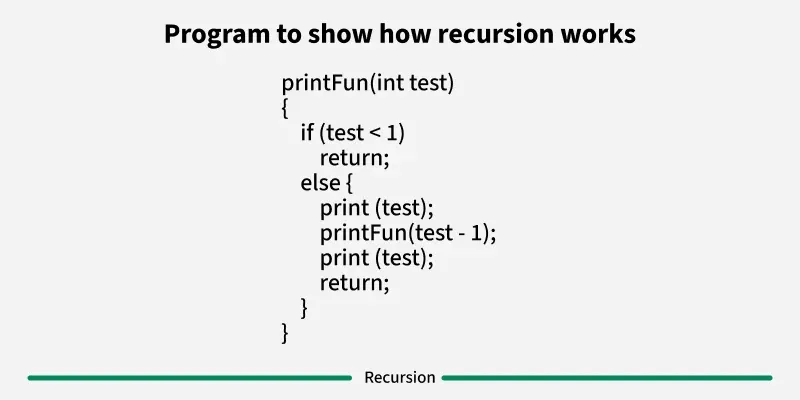 Program to show how recursion works
printFun(int test)
{
if (test < 1)
return;
else {
print (test);
printFun(test - 1);
print (test);
return;
}
}
Recursion